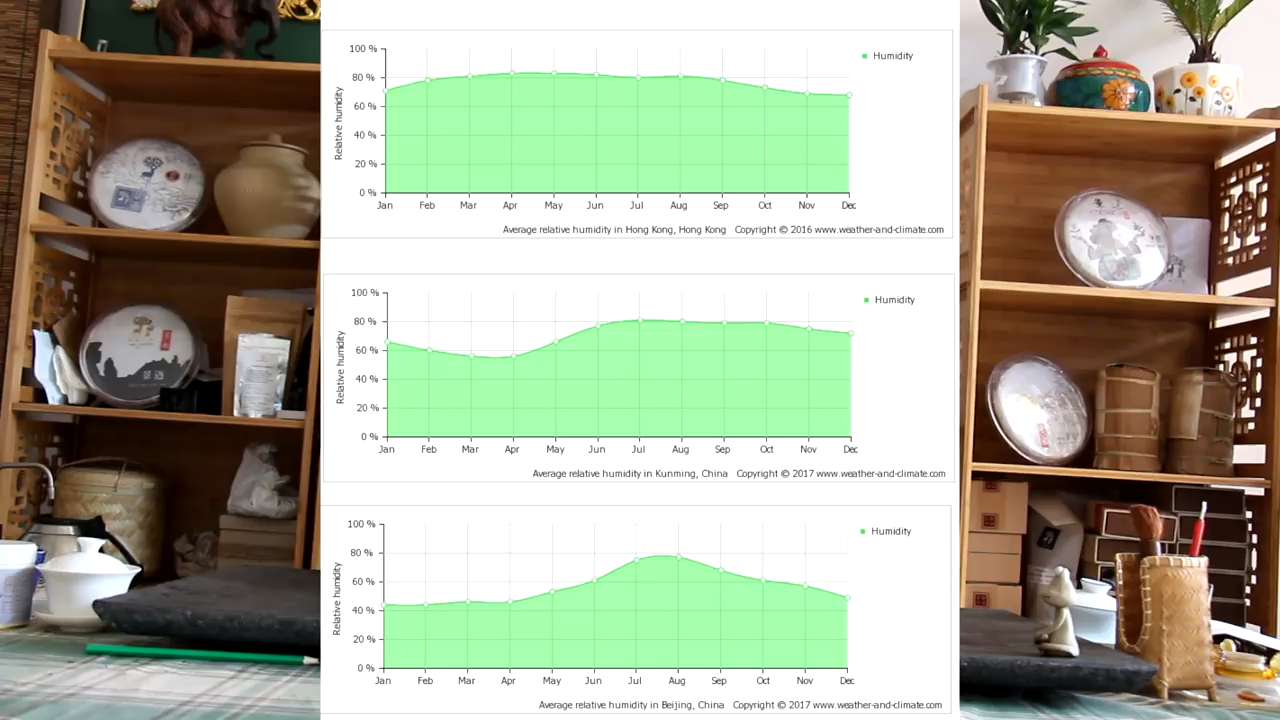 100 %
80 %
60 %
40 %
20 %
0 %
Relative humidity
Jan Feb Mar Apr May Jun Jul Aug Sep Oct Nov Dec
Humidity
Average relative humidity in Hong Kong, Hong Kong Copyright © 2016 www.weather-and-climate.com
100 %
80 %
60 %
40 %
20 %
0 %
Relative humidity
Jan Feb Mar Apr May Jun Jul Aug Sep Oct Nov Dec
Humidity
Average relative humidity in Kunming, China Copyright © 2017 www.weather-and-climate.com
100 %
80 %
60 %
40 %
20 %
0 %
Relative humidity
Jan Feb Mar Apr May Jun Jul Aug Sep Oct Nov Dec
Humidity
Average relative humidity in Beijing, China Copyright © 2017 www.weather-and-climate.com